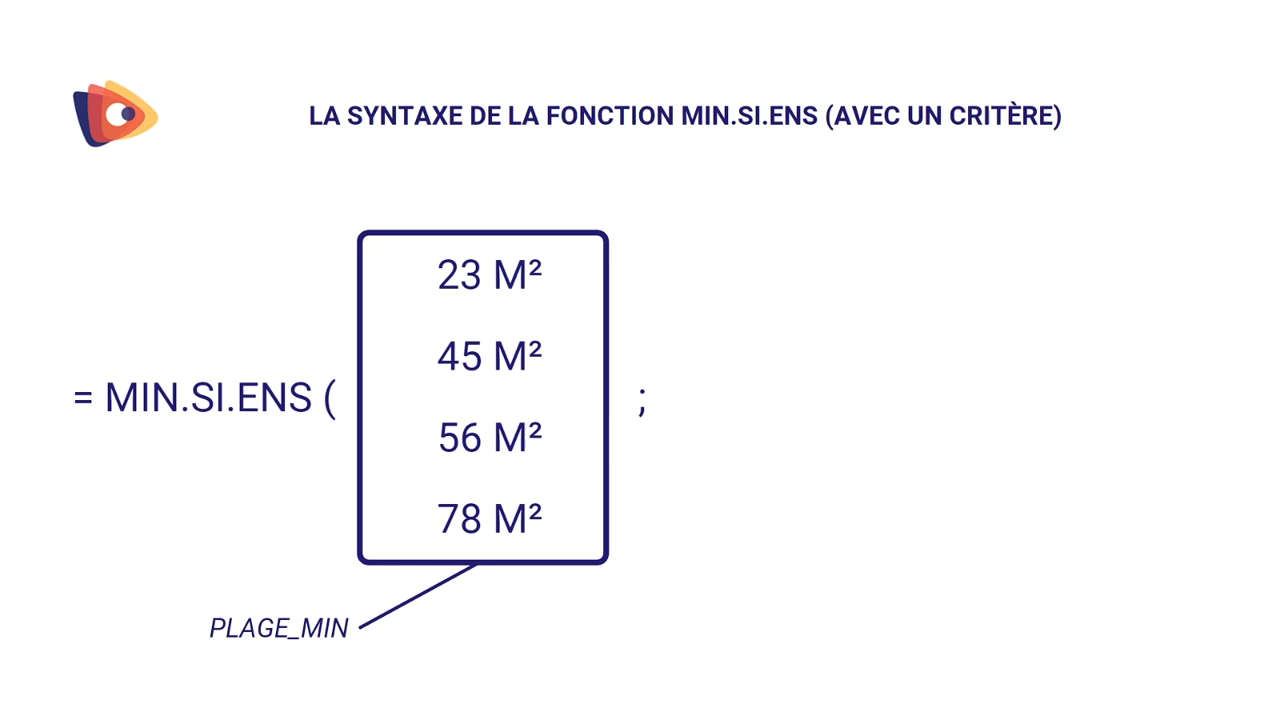 LA SYNTAXE DE LA FONCTION MIN.SI.ENS (AVEC UN CRITÈRE)
23 M²
45 M²
= MIN.SI.ENS ( ;
56 M²
78 M²
PLAGE_MIN